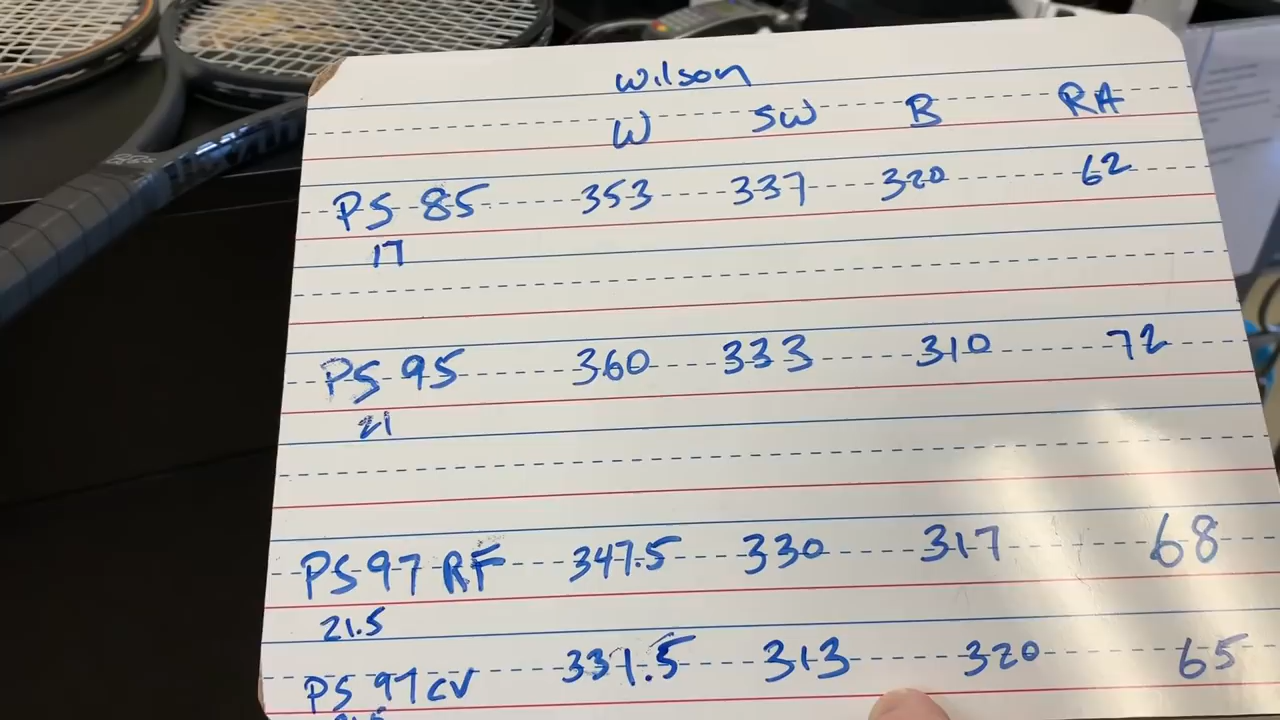 Wilson
W SW B RA
PS 85 353 337 320 62
17
PS 95 360 333 310 72
21
PS 97 RF 347.5 330 317 68
21.5
PS 97 CV 331.5 313 320 65